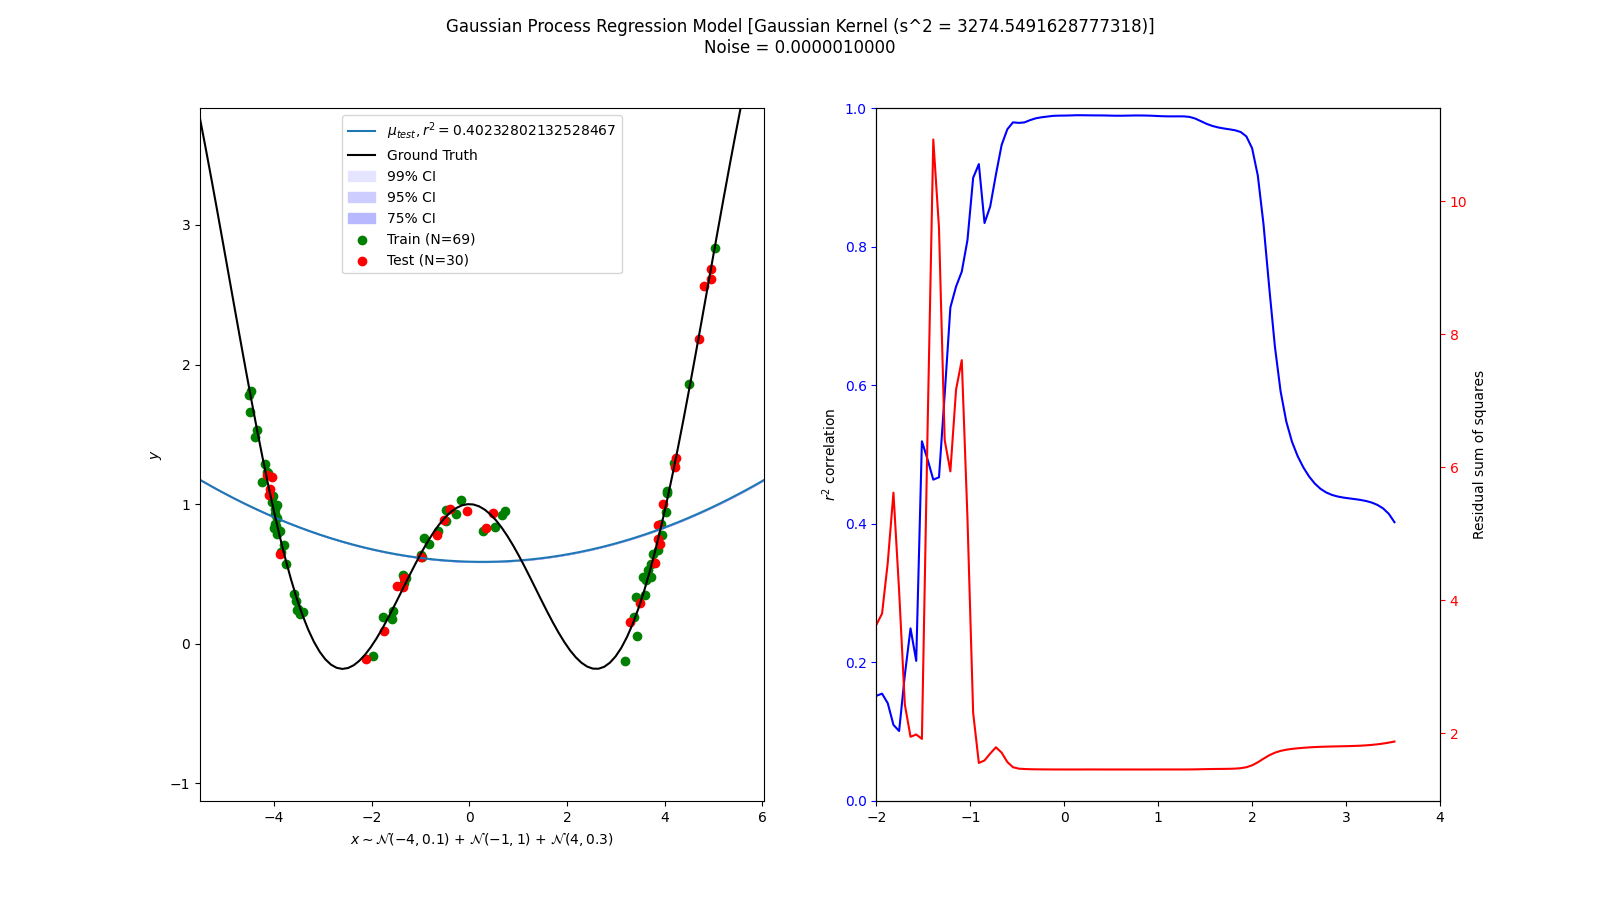 Gaussian Process Regression Model [Gaussian Kernel (s^2 = 3274.5491628777318)]
Noise = 0.0000010000
μ_test, r² = 0.40232802132528467
Ground Truth
99% CI
95% CI
75% CI
Train (N=69)
Test (N=30)
3
2
1
0
−1
y
−4
−2
0
2
4
6
x ~ 𝒩(−4, 0.1) + 𝒩(−1, 1) + 𝒩(4, 0.3)
1.0
0.8
0.6
0.4
0.2
0.0
r² correlation
−2
−1
0
1
2
3
4
10
8
6
4
2
Residual sum of squares